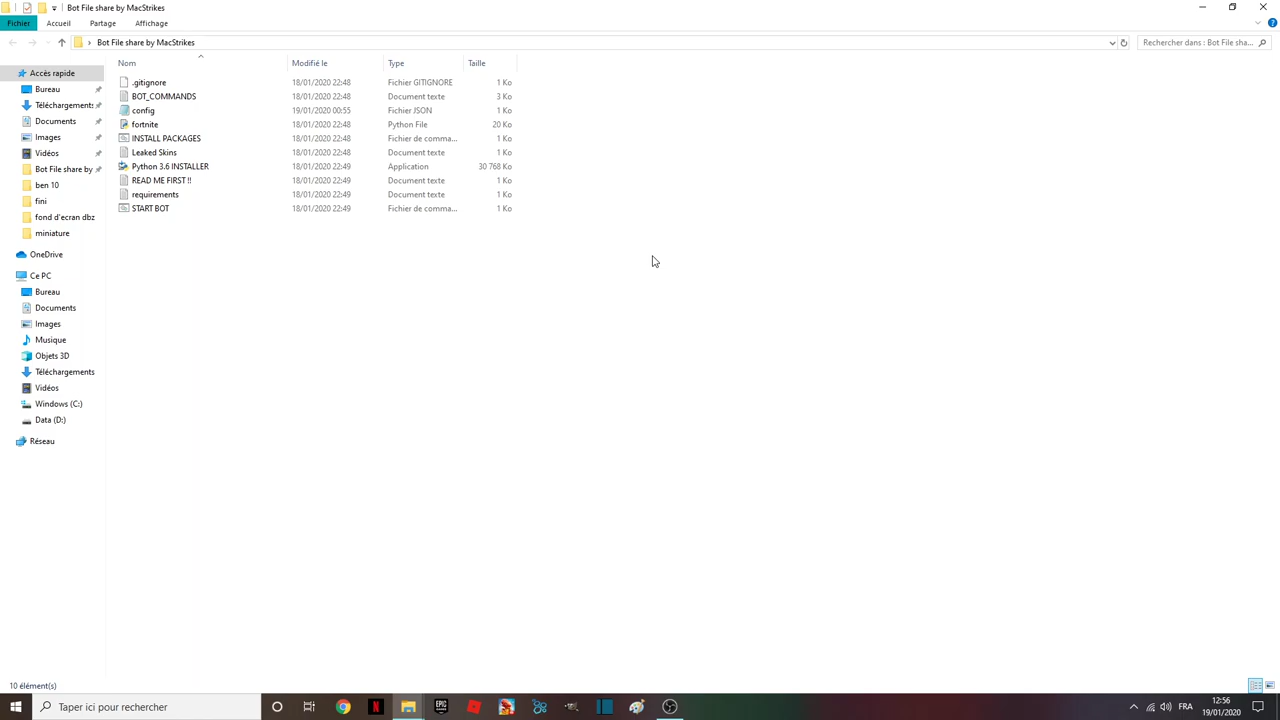 Bot File share by MacStrikes
Fichier Accueil Partage Affichage
Bot File share by MacStrikes
Rechercher dans : Bot File sha...
Nom Modifié le Type Taille
.gitignore 18/01/2020 22:48 Fichier GITIGNORE 1 Ko
BOT_COMMANDS 18/01/2020 22:48 Document texte 3 Ko
config 19/01/2020 00:55 Fichier JSON 1 Ko
fortnite 18/01/2020 22:48 Python File 20 Ko
INSTALL PACKAGES 18/01/2020 22:48 Fichier de comma... 1 Ko
Leaked Skins 18/01/2020 22:48 Document texte 1 Ko
Python 3.6 INSTALLER 18/01/2020 22:49 Application 30 768 Ko
READ ME FIRST !! 18/01/2020 22:49 Document texte 1 Ko
requirements 18/01/2020 22:49 Document texte 1 Ko
START BOT 18/01/2020 22:49 Fichier de comma... 1 Ko
Accès rapide
Bureau
Téléchargements
Documents
Images
Vidéos
Bot File share by
ben 10
fini
fond d'ecran dbz
miniature
OneDrive
Ce PC
Bureau
Documents
Images
Musique
Objets 3D
Téléchargements
Vidéos
Windows (C:)
Data (D:)
Réseau
10 élément(s)
Taper ici pour rechercher
EPIC GAMES
FRA
12:56
19/01/2020